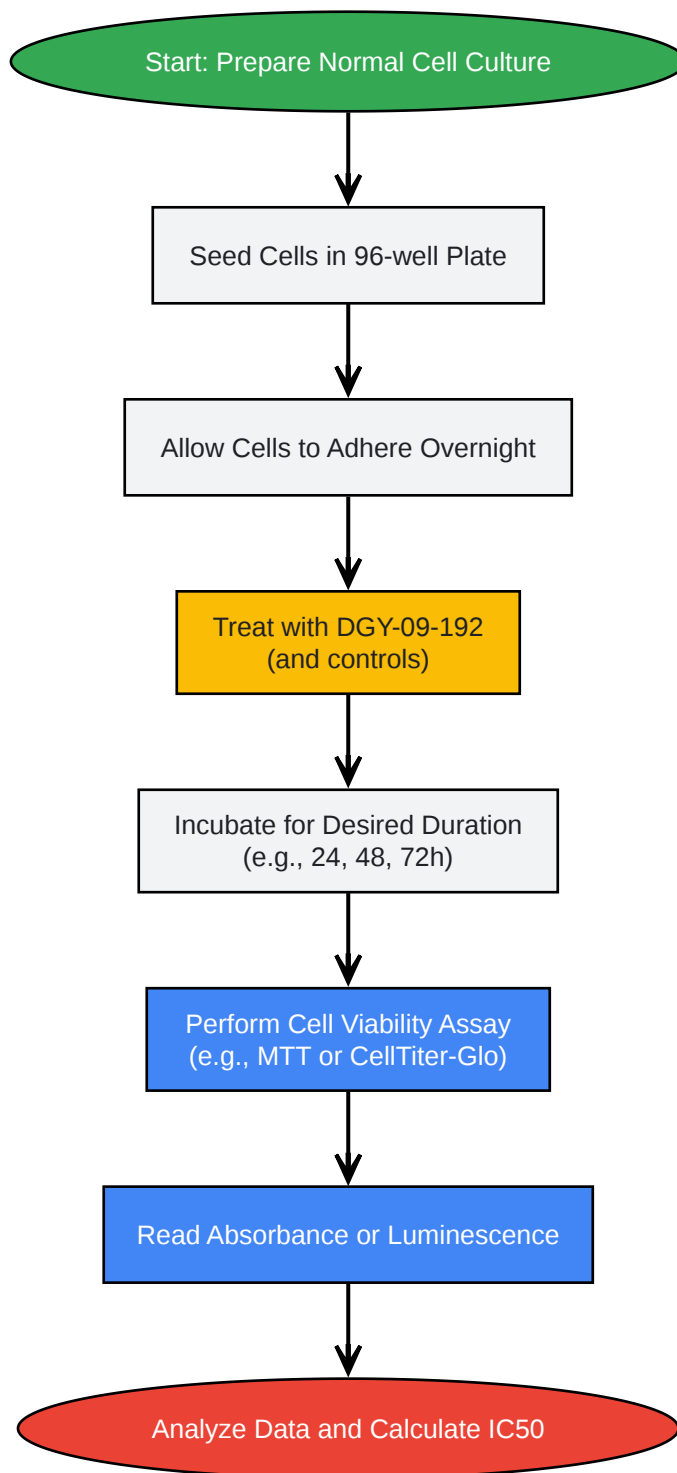 Start: Prepare Normal Cell Culture
Seed Cells in 96-well Plate
Allow Cells to Adhere Overnight
Treat with DGY-09-192
(and controls)
Incubate for Desired Duration
(e.g., 24, 48, 72h)
Perform Cell Viability Assay
(e.g., MTT or CellTiter-Glo)
Read Absorbance or Luminescence
Analyze Data and Calculate IC50